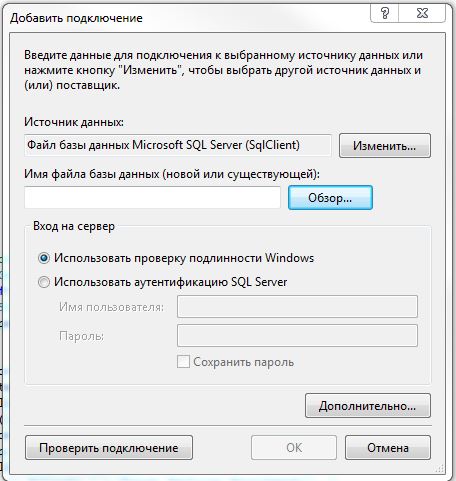 Добавить подключение
Введите данные для подключения к выбранному источнику данных или
нажмите кнопку "Изменить", чтобы выбрать другой источник данных и
(или) поставщик.
Источник данных:
Файл базы данных Microsoft SQL Server (SqlClient)
Изменить...
Имя файла базы данных (новой или существующей):
Обзор...
Вход на сервер
Использовать проверку подлинности Windows
Использовать аутентификацию SQL Server
Имя пользователя:
Пароль:
Сохранить пароль
Дополнительно...
Проверить подключение
ОК
Отмена